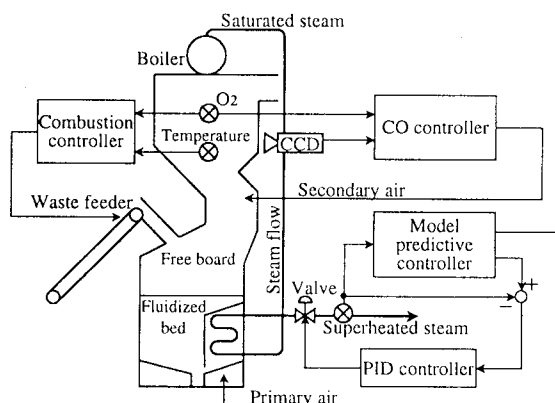 Saturated steam
Boiler
O2
Combustion
controller
Temperature
CCD
CO controller
Waste feeder
Secondary air
Free board
Steam flow
Model
predictive
controller
Fluidized
bed
Valve
+
−
Superheated steam
PID controller
Primary air